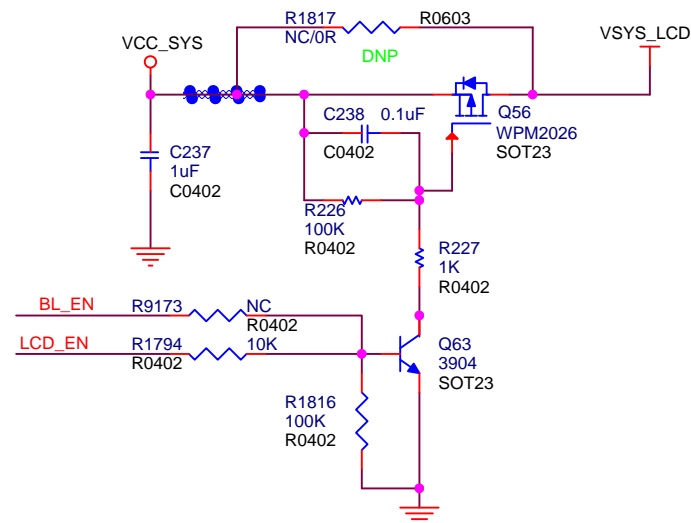 R1817
R0603
NC/0R
DNP
VCC_SYS
VSYS_LCD
C238
0.1uF
C0402
Q56
WPM2026
SOT23
C237
1uF
C0402
R226
100K
R0402
R227
1K
R0402
BL_EN
R9173
NC
R0402
LCD_EN
R1794
10K
R0402
Q63
3904
SOT23
R1816
100K
R0402